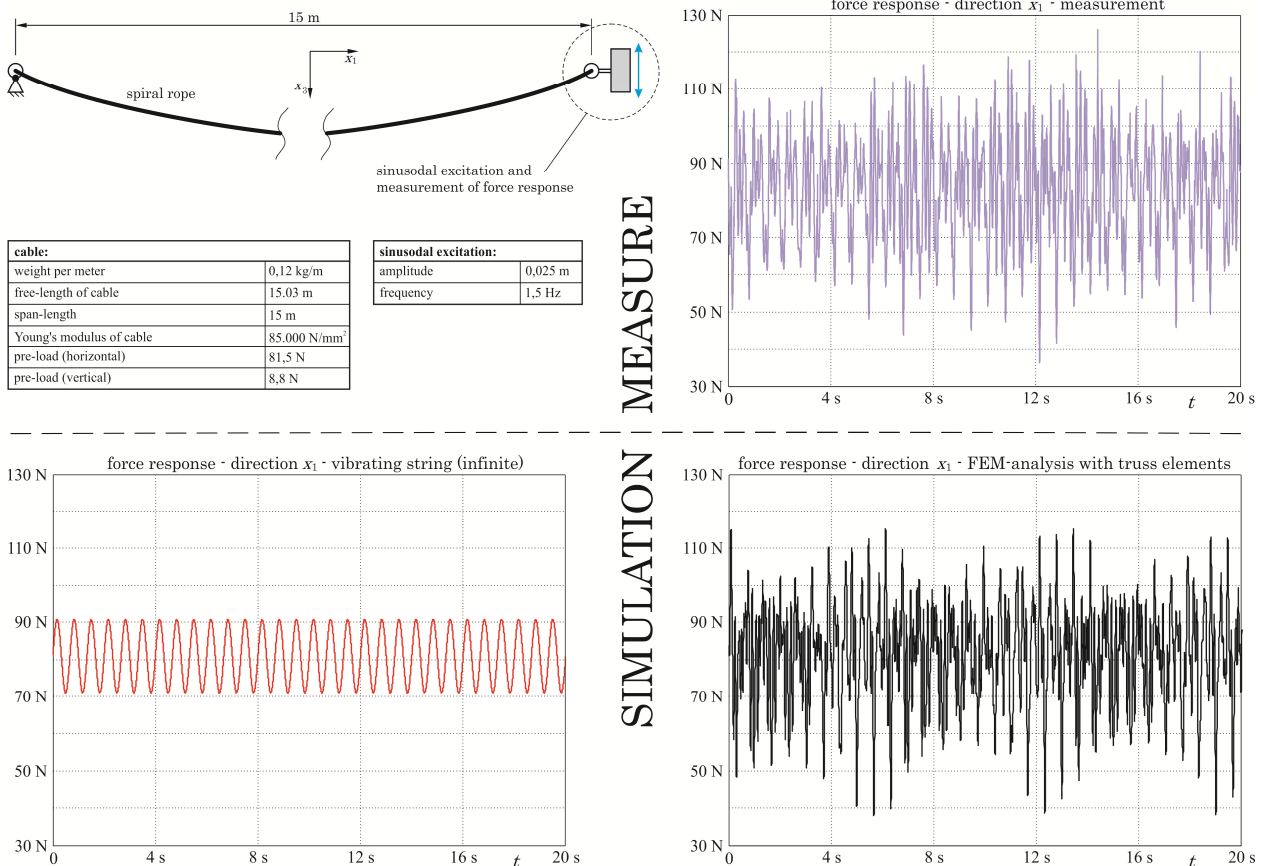 15 m
x₁
x₃
spiral rope
sinusodal excitation and
measurement of force response
cable:
weight per meter 0,12 kg/m
free-length of cable 15.03 m
span-length 15 m
Young's modulus of cable 85.000 N/mm²
pre-load (horizontal) 81,5 N
pre-load (vertical) 8,8 N
sinusodal excitation:
amplitude 0,025 m
frequency 1,5 Hz
MEASURE
force response - direction x₁ - measurement
130 N
110 N
90 N
70 N
50 N
30 N
0 4 s 8 s 12 s 16 s t 20 s
SIMULATION
force response - direction x₁ - vibrating string (infinite)
130 N
110 N
90 N
70 N
50 N
30 N
0 4 s 8 s 12 s 16 s t 20 s
force response - direction x₁ - FEM-analysis with truss elements
130 N
110 N
90 N
70 N
50 N
30 N
0 4 s 8 s 12 s 16 s t 20 s